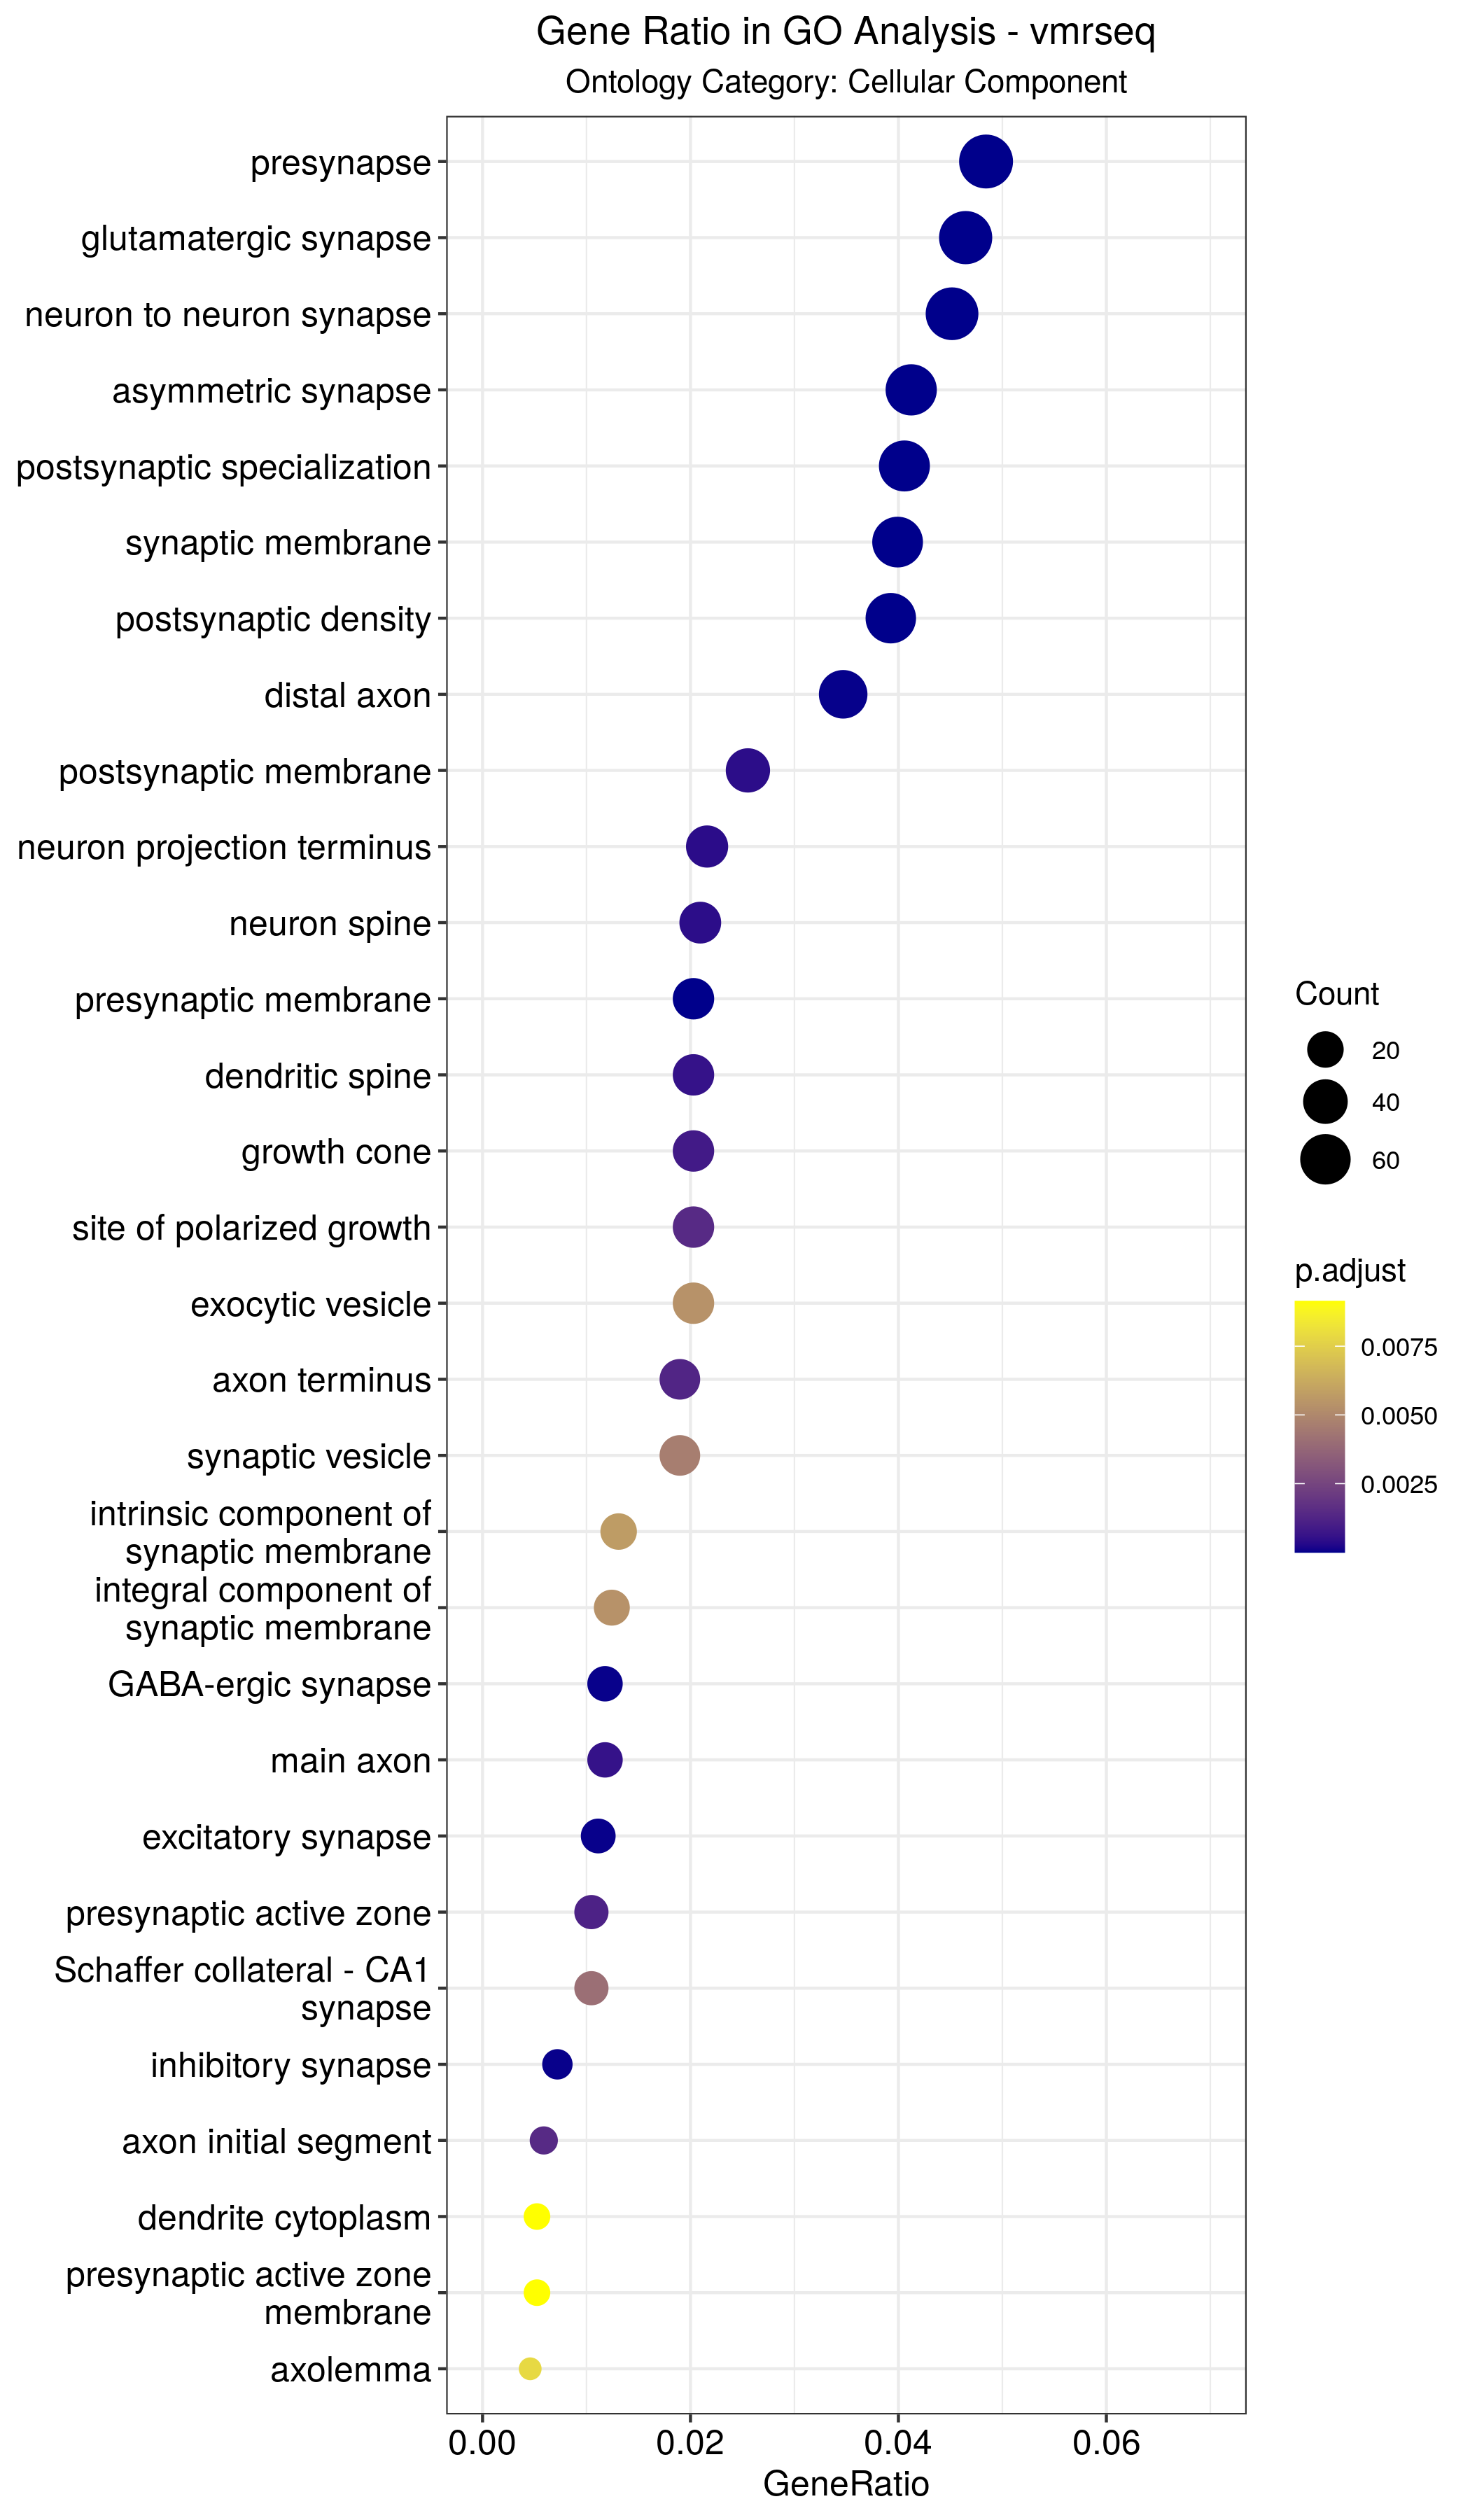 Gene Ratio in GO Analysis - vmrseq
Ontology Category: Cellular Component
presynapse
glutamatergic synapse
neuron to neuron synapse
asymmetric synapse
postsynaptic specialization
synaptic membrane
postsynaptic density
distal axon
postsynaptic membrane
neuron projection terminus
neuron spine
presynaptic membrane
dendritic spine
growth cone
site of polarized growth
exocytic vesicle
axon terminus
synaptic vesicle
intrinsic component of
synaptic membrane
integral component of
synaptic membrane
GABA-ergic synapse
main axon
excitatory synapse
presynaptic active zone
Schaffer collateral - CA1
synapse
inhibitory synapse
axon initial segment
dendrite cytoplasm
presynaptic active zone
membrane
axolemma
0.00 0.02 0.04 0.06
GeneRatio
Count
20
40
60
p.adjust
0.0075
0.0050
0.0025